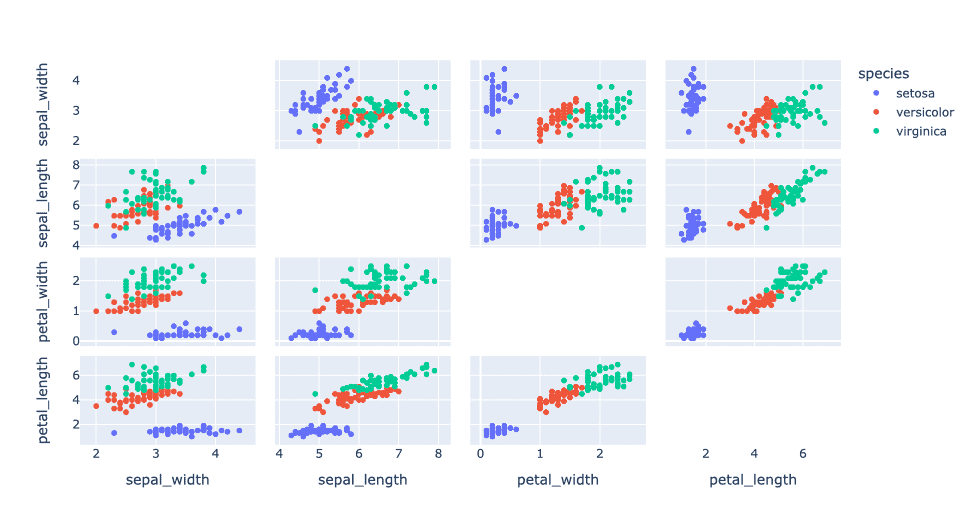 species
setosa
versicolor
virginica
sepal_width
4
3
2
sepal_length
8
7
6
5
4
petal_width
2
1
0
petal_length
6
4
2
2 3 4
4 5 6 7 8
0 1 2
2 4 6
sepal_width sepal_length petal_width petal_length